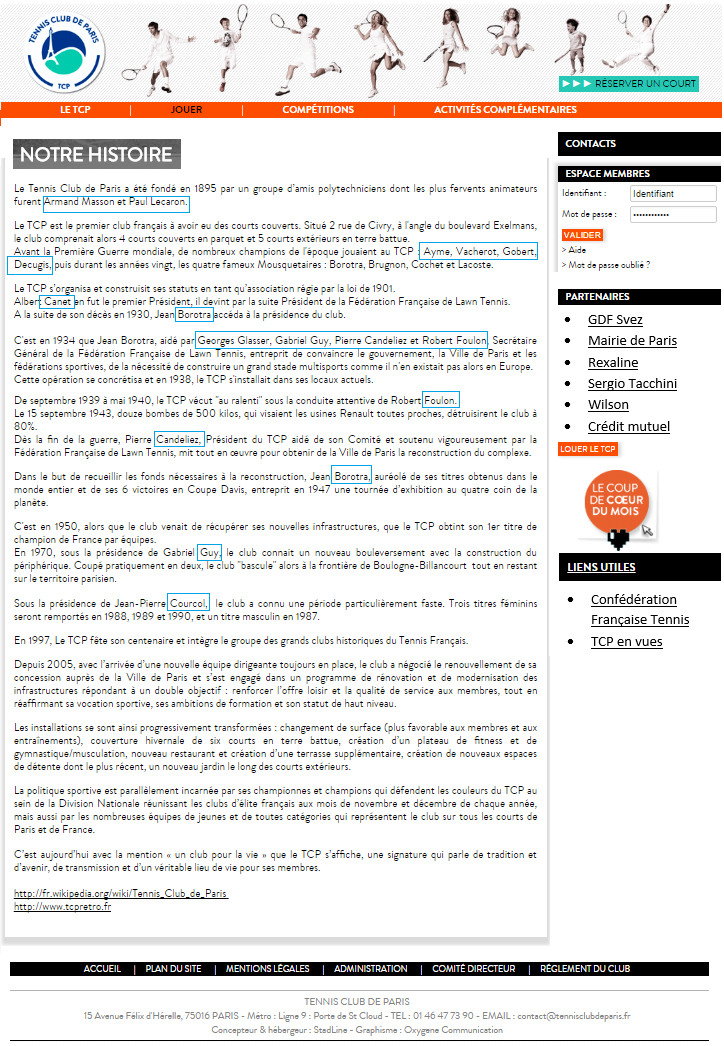 TENNIS CLUB DE PARIS
TCP
►►► RÉSERVER UN COURT
LE TCP | JOUER | COMPÉTITIONS | ACTIVITÉS COMPLÉMENTAIRES
NOTRE HISTOIRE
Le Tennis Club de Paris a été fondé en 1895 par un groupe d'amis polytechniciens dont les plus fervents animateurs
furent Armand Masson et Paul Lecaron.
Le TCP est le premier club français à avoir eu des courts couverts. Situé 2 rue de Civry, à l'angle du boulevard Exelmans,
le club comprenait alors 4 courts couverts en parquet et 5 courts extérieurs en terre battue.
Avant la Première Guerre mondiale, de nombreux champions de l'époque jouaient au TCP : Ayme, Vacherot, Gobert,
Decugis, puis durant les années vingt, les quatre fameux Mousquetaires : Borotra, Brugnon, Cochet et Lacoste.
Le TCP s'organisa et construisit ses statuts en tant qu'association régie par la loi de 1901.
Albert Canet en fut le premier Président, il devint par la suite Président de la Fédération Française de Lawn Tennis.
A la suite de son décès en 1930, Jean Borotra accéda à la présidence du club.
C'est en 1934 que Jean Borotra, aidé par Georges Glasser, Gabriel Guy, Pierre Candeliez et Robert Foulon, Secrétaire
Général de la Fédération Française de Lawn Tennis, entreprit de convaincre le gouvernement, la Ville de Paris et les
fédérations sportives, de la nécessité de construire un grand stade multisports comme il n'en existait pas alors en Europe.
Cette opération se concrétisa et en 1938, le TCP s'installait dans ses locaux actuels.
De septembre 1939 à mai 1940, le TCP vécut "au ralenti" sous la conduite attentive de Robert Foulon.
Le 15 septembre 1943, douze bombes de 500 kilos, qui visaient les usines Renault toutes proches, détruisirent le club à
80%.
Dès la fin de la guerre, Pierre Candeliez, Président du TCP aidé de son Comité et soutenu vigoureusement par la
Fédération Française de Lawn Tennis, mit tout en œuvre pour obtenir de la Ville de Paris la reconstruction du complexe.
Dans le but de recueillir les fonds nécessaires à la reconstruction, Jean Borotra, auréolé de ses titres obtenus dans le
monde entier et de ses 6 victoires en Coupe Davis, entreprit en 1947 une tournée d'exhibition au quatre coin de la
planète.
C'est en 1950, alors que le club venait de récupérer ses nouvelles infrastructures, que le TCP obtint son 1er titre de
champion de France par équipes.
En 1970, sous la présidence de Gabriel Guy, le club connait un nouveau bouleversement avec la construction du
périphérique. Coupé pratiquement en deux, le club "bascule" alors à la frontière de Boulogne-Billancourt tout en restant
sur le territoire parisien.
Sous la présidence de Jean-Pierre Courcol, le club a connu une période particulièrement faste. Trois titres féminins
seront remportés en 1988, 1989 et 1990, et un titre masculin en 1987.
En 1997, Le TCP fête son centenaire et intègre le groupe des grands clubs historiques du Tennis Français.
Depuis 2005, avec l'arrivée d'une nouvelle équipe dirigeante toujours en place, le club a négocié le renouvellement de sa
concession auprès de la Ville de Paris et s'est engagé dans un programme de rénovation et de modernisation des
infrastructures répondant à un double objectif : renforcer l'offre loisir et la qualité de service aux membres, tout en
réaffirmant sa vocation sportive, ses ambitions de formation et son statut de haut niveau.
Les installations se sont ainsi progressivement transformées : changement de surface (plus favorable aux membres et aux
entraînements), couverture hivernale de six courts en terre battue, création d'un plateau de fitness et de
gymnastique/musculation, nouveau restaurant et création d'une terrasse supplémentaire, création de nouveaux espaces
de détente dont le plus récent, un nouveau jardin le long des courts extérieurs.
La politique sportive est parallèlement incarnée par ses championnes et champions qui défendent les couleurs du TCP au
sein de la Division Nationale réunissant les clubs d'élite français aux mois de novembre et décembre de chaque année,
mais aussi par les nombreuses équipes de jeunes et de toutes catégories qui représentent le club sur tous les courts de
Paris et de France.
C'est aujourd'hui avec la mention « un club pour la vie » que le TCP s'affiche, une signature qui parle de tradition et
d'avenir, de transmission et d'un véritable lieu de vie pour ses membres.
http://fr.wikipedia.org/wiki/Tennis_Club_de_Paris
http://www.tcpretro.fr
CONTACTS
ESPACE MEMBRES
Identifiant : Identifiant
Mot de passe : ••••••••••••
VALIDER
> Aide
> Mot de passe oublié ?
PARTENAIRES
• GDF Svez
• Mairie de Paris
• Rexaline
• Sergio Tacchini
• Wilson
• Crédit mutuel
LOUER LE TCP
LE COUP
DE CŒUR
DU MOIS
LIENS UTILES
• Confédération
Française Tennis
• TCP en vues
ACCUEIL | PLAN DU SITE | MENTIONS LÉGALES | ADMINISTRATION | COMITÉ DIRECTEUR | RÈGLEMENT DU CLUB
TENNIS CLUB DE PARIS
15 Avenue Félix d'Hérelle, 75016 PARIS - Métro : Ligne 9 : Porte de St Cloud - TEL : 01 46 47 73 90 - EMAIL : contact@tennisclubdeparis.fr
Concepteur & hébergeur : StadLine - Graphisme : Oxygene Communication